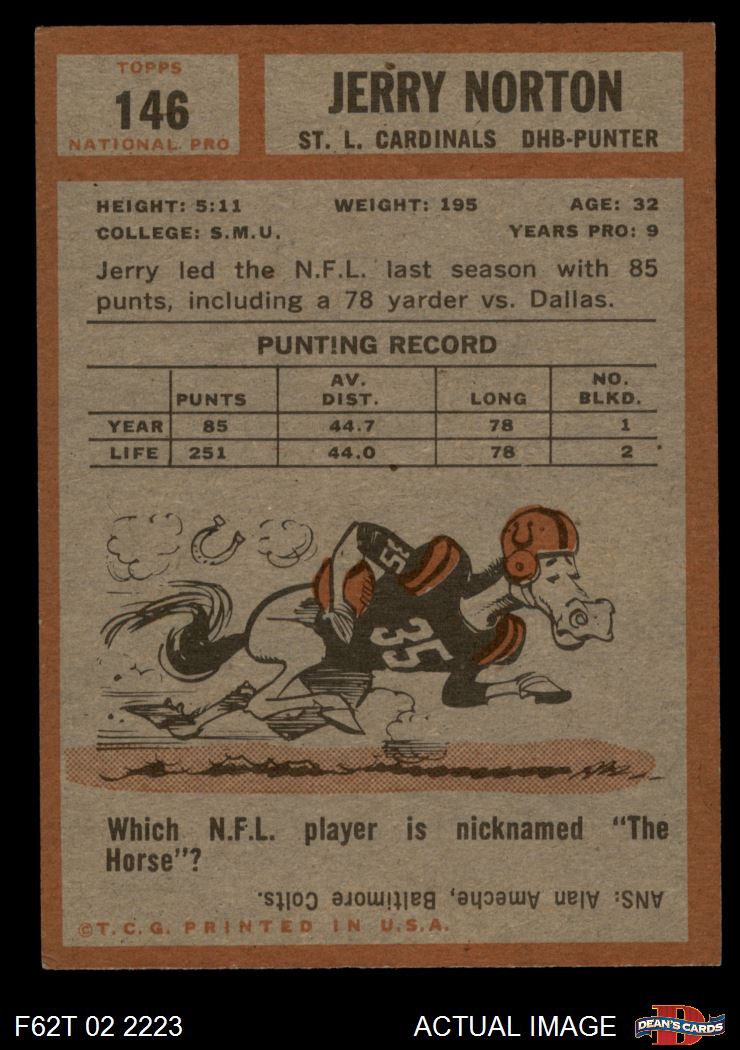 TOPPS
146
NATIONAL PRO
JERRY NORTON
ST. L. CARDINALS DHB-PUNTER
HEIGHT: 5:11 WEIGHT: 195 AGE: 32
COLLEGE: S.M.U. YEARS PRO: 9
Jerry led the N.F.L. last season with 85
punts, including a 78 yarder vs. Dallas.
PUNTING RECORD
PUNTS AV. DIST. LONG NO. BLKD.
YEAR 85 44.7 78 1
LIFE 251 44.0 78 2
35
35
Which N.F.L. player is nicknamed "The
Horse"?
ANS: Alan Ameche, Baltimore Colts.
©T.C.G. PRINTED IN U.S.A.
F62T 02 2223 ACTUAL IMAGE
D
DEAN'S CARDS